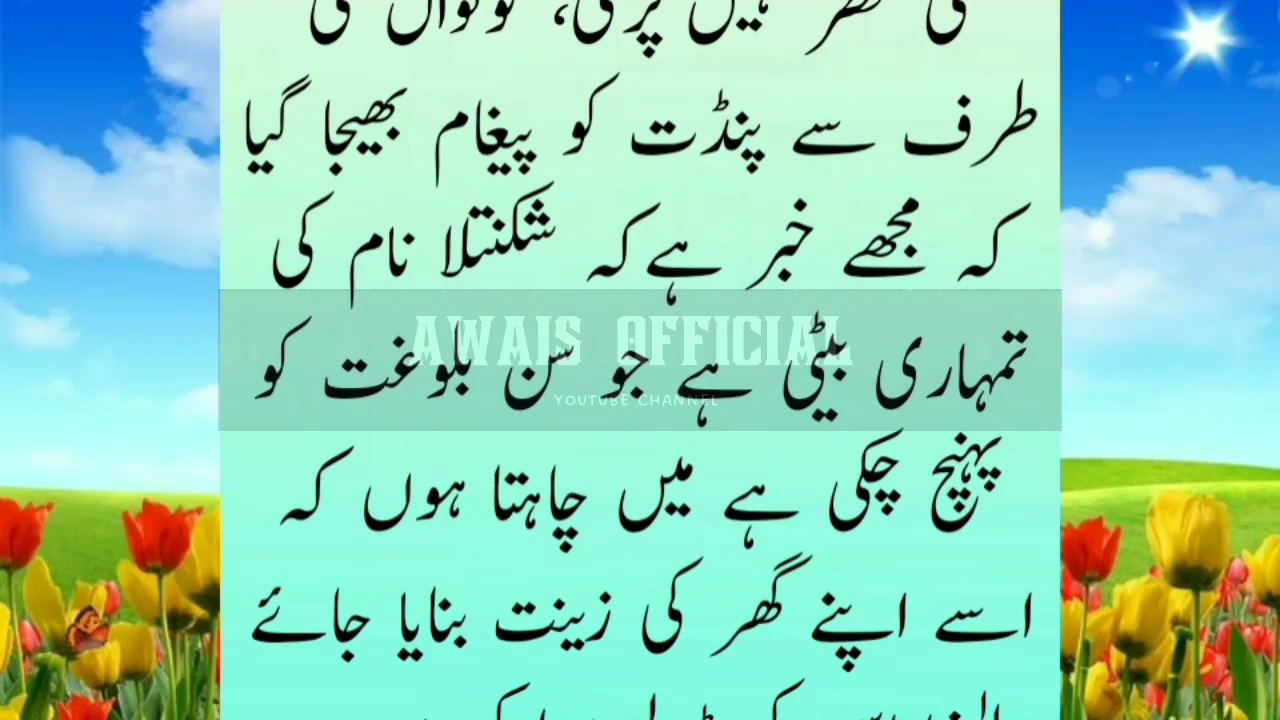 طرف سے پنڈت کو پیغام بھیجا گیا
کہ مجھے خبر ہے کہ شکنتلا نام کی
تمہاری بیٹی ہے جو سن بلوغت کو
AWAIS OFFICIAL
YOUTUBE CHANNEL
پہنچ چکی ہے میں چاہتا ہوں کہ
اسے اپنے گھر کی زینت بنایا جائے